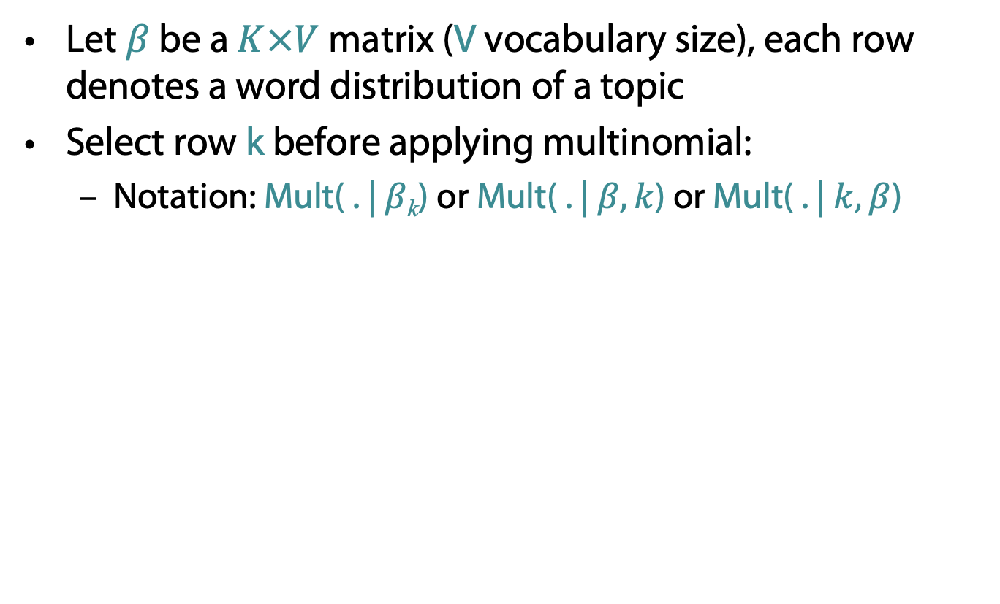 • Let 𝛽 be a 𝐾×𝑉 matrix (V vocabulary size), each row
denotes a word distribution of a topic
• Select row k before applying multinomial:
– Notation: Mult( . | 𝛽ₖ) or Mult( . | 𝛽, 𝑘) or Mult( . | 𝑘, 𝛽)